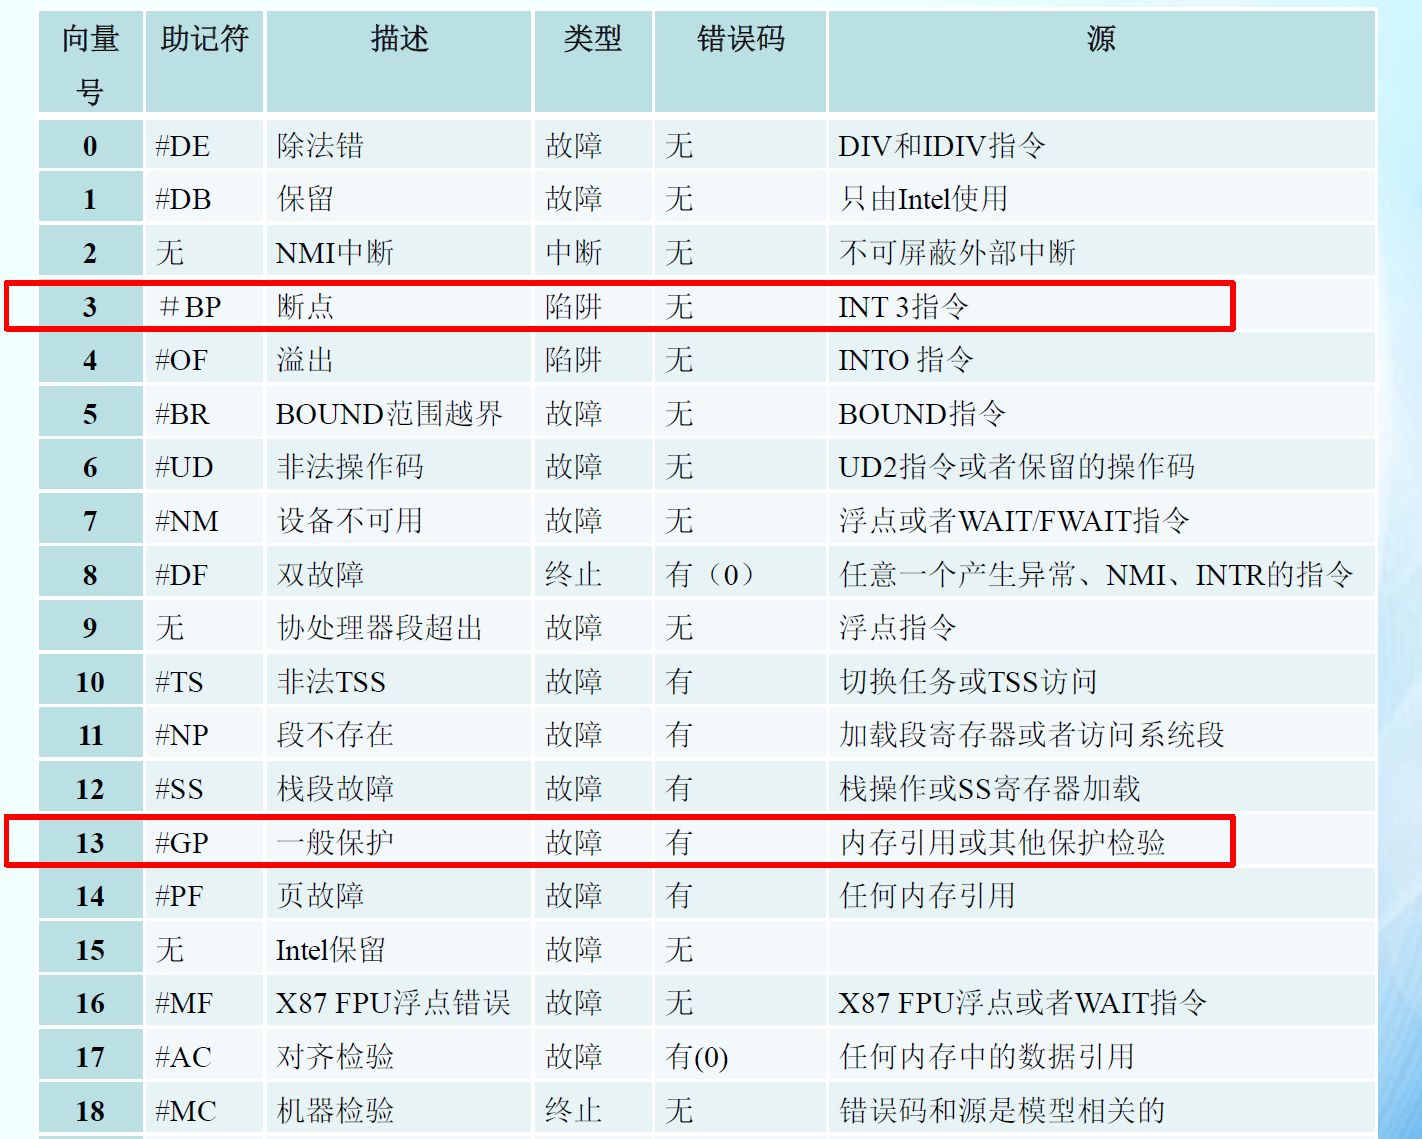 向量号 助记符 描述 类型 错误码 源
0 #DE 除法错 故障 无 DIV和IDIV指令
1 #DB 保留 故障 无 只由Intel使用
2 无 NMI中断 中断 无 不可屏蔽外部中断
3 ＃BP 断点 陷阱 无 INT 3指令
4 #OF 溢出 陷阱 无 INTO 指令
5 #BR BOUND范围越界 故障 无 BOUND指令
6 #UD 非法操作码 故障 无 UD2指令或者保留的操作码
7 #NM 设备不可用 故障 无 浮点或者WAIT/FWAIT指令
8 #DF 双故障 终止 有（0） 任意一个产生异常、NMI、INTR的指令
9 无 协处理器段超出 故障 无 浮点指令
10 #TS 非法TSS 故障 有 切换任务或TSS访问
11 #NP 段不存在 故障 有 加载段寄存器或者访问系统段
12 #SS 栈段故障 故障 有 栈操作或SS寄存器加载
13 #GP 一般保护 故障 有 内存引用或其他保护检验
14 #PF 页故障 故障 有 任何内存引用
15 无 Intel保留 故障 无
16 #MF X87 FPU浮点错误 故障 无 X87 FPU浮点或者WAIT指令
17 #AC 对齐检验 故障 有(0) 任何内存中的数据引用
18 #MC 机器检验 终止 无 错误码和源是模型相关的